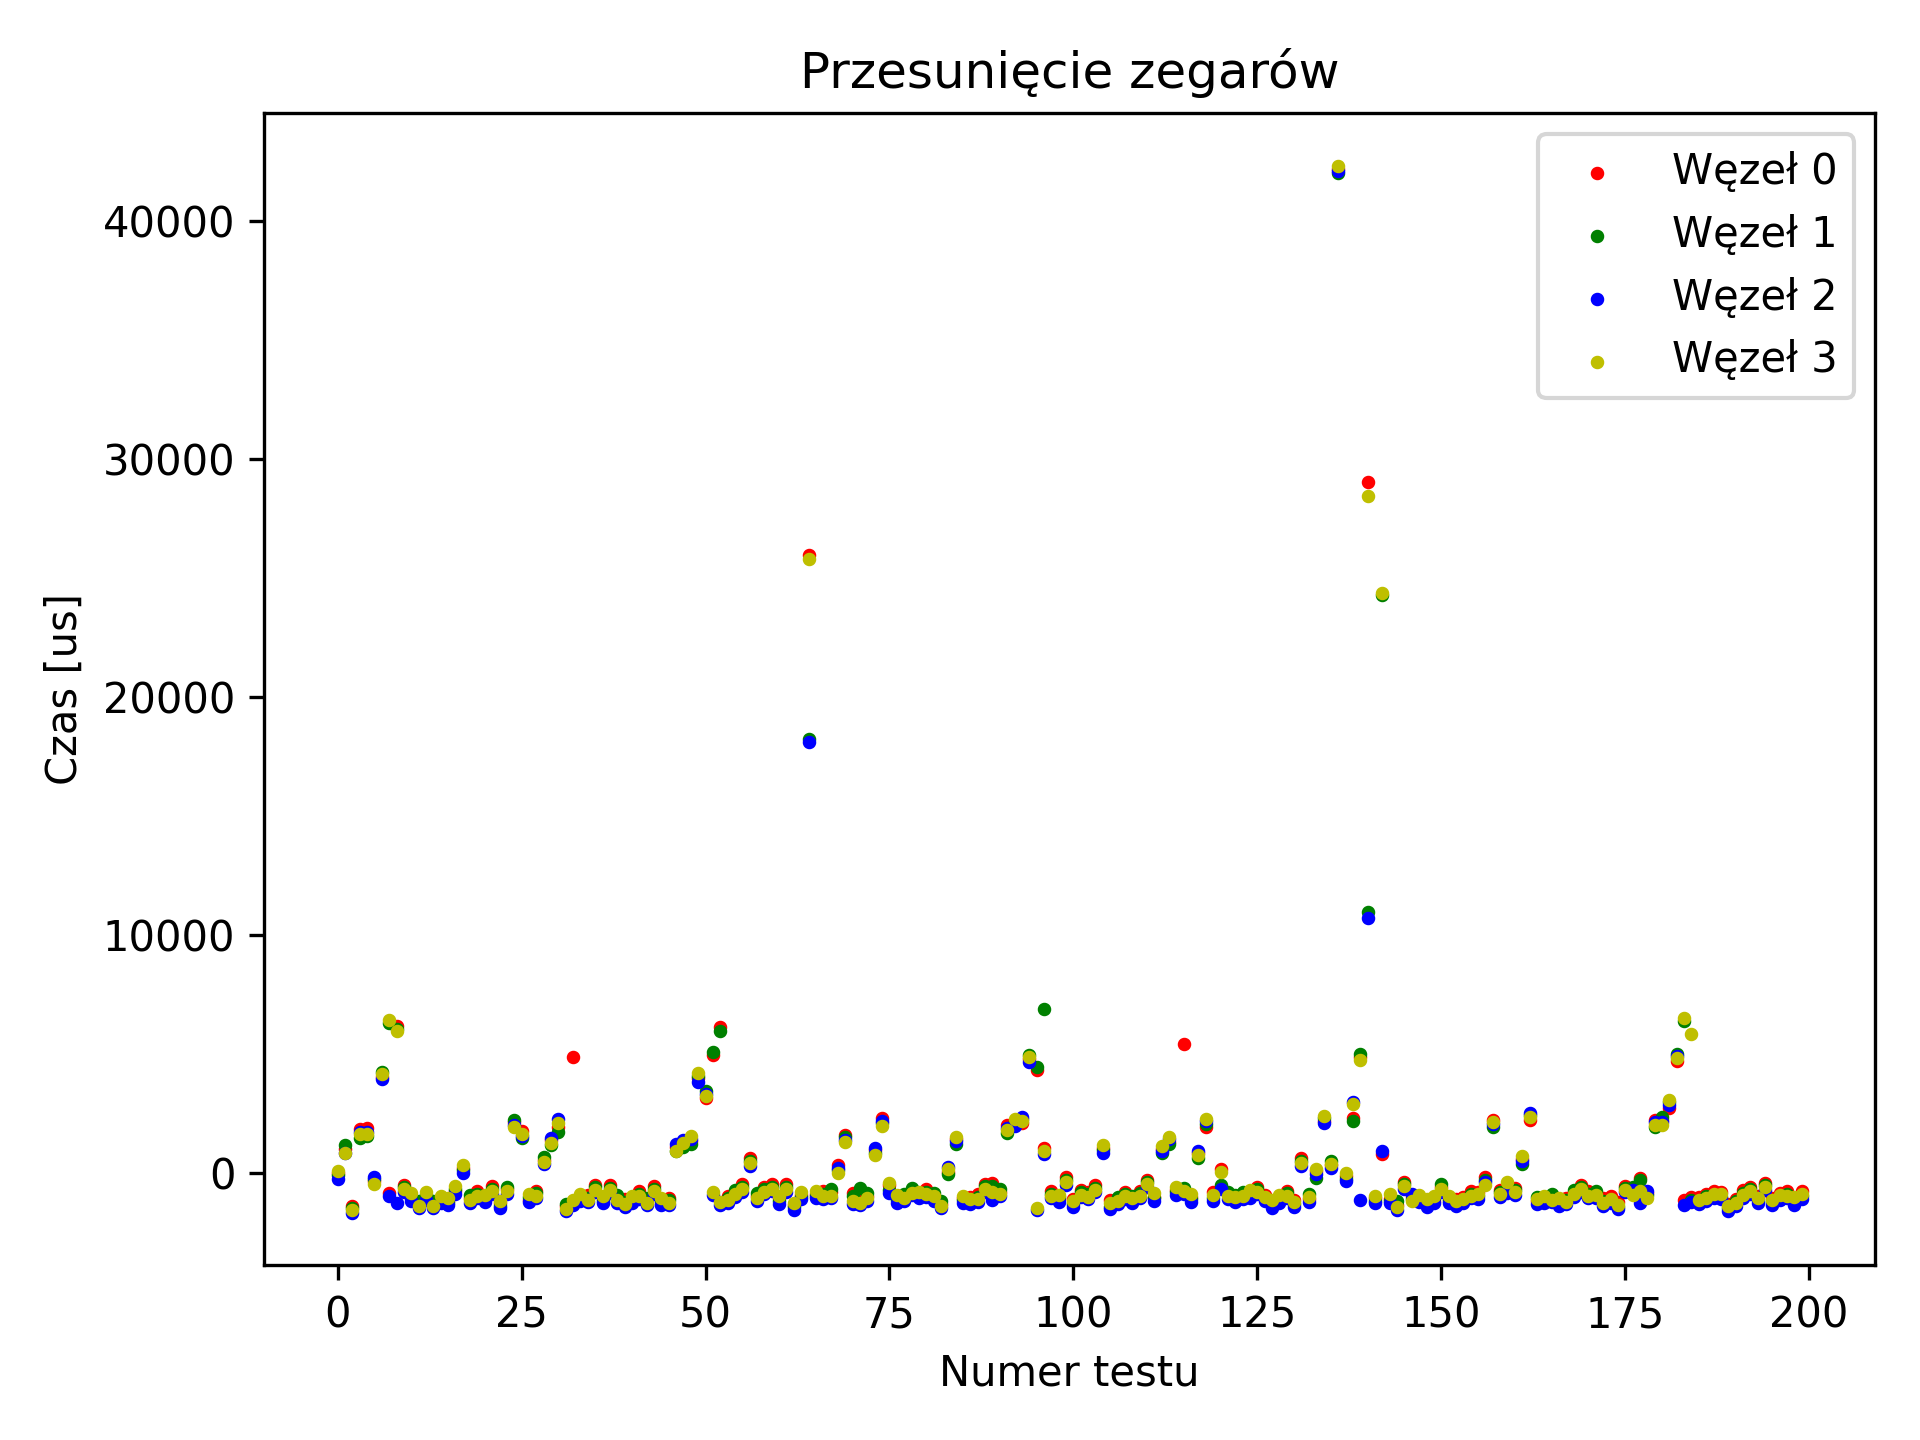 Przesunięcie zegarów
Węzeł 0
Węzeł 1
Węzeł 2
Węzeł 3
Czas [us]
40000
30000
20000
10000
0
0 25 50 75 100 125 150 175 200
Numer testu